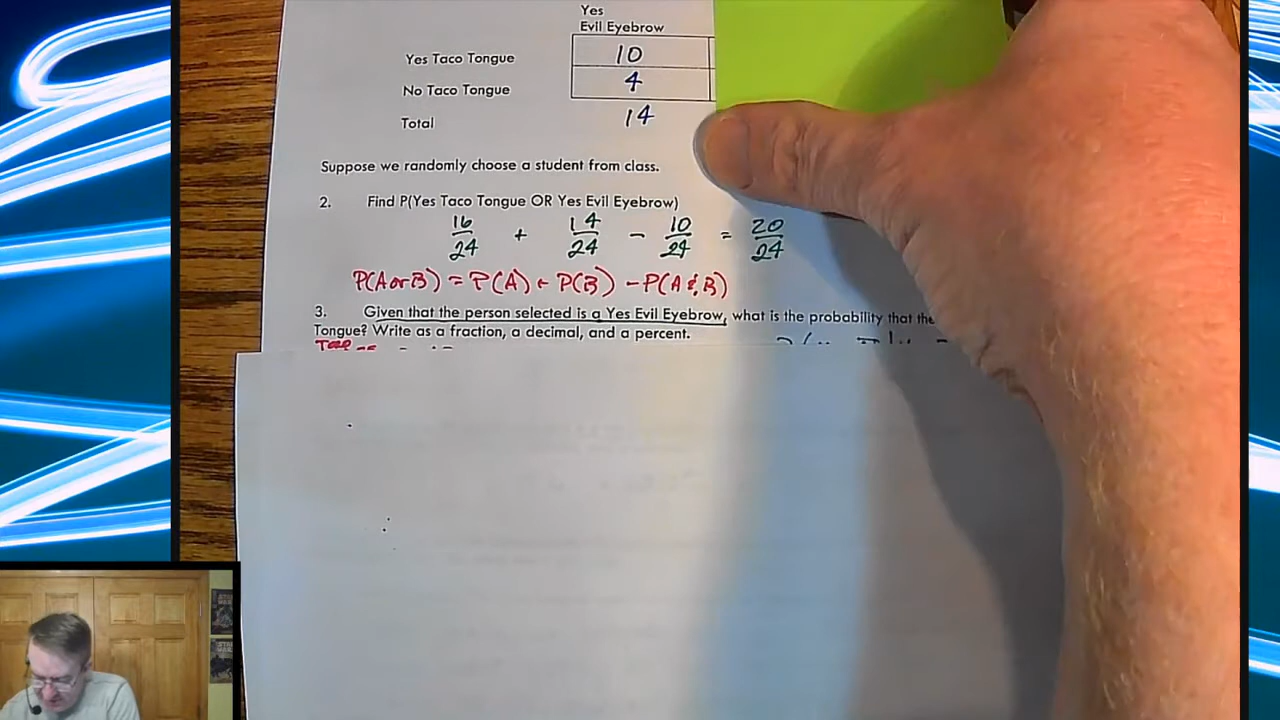 Yes
Evil Eyebrow
Yes Taco Tongue 10
No Taco Tongue 4
Total 14
Suppose we randomly choose a student from class.
2. Find P(Yes Taco Tongue OR Yes Evil Eyebrow)
16/24 + 14/24 - 10/24 = 20/24
P(A or B) = P(A) + P(B) - P(A & B)
3. Given that the person selected is a Yes Evil Eyebrow, what is the probability that the
Tongue? Write as a fraction, a decimal, and a percent.